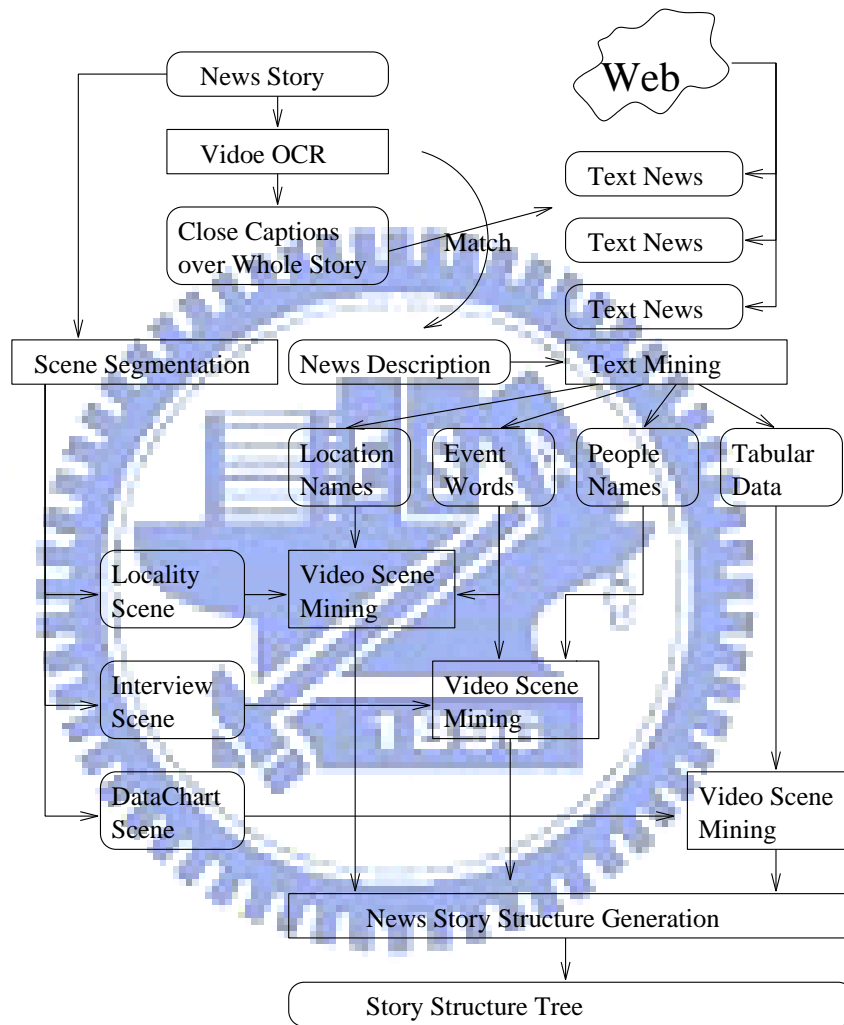 News Story
Web
Vidoe OCR
Text News
Close Captions
over Whole Story
Match
Text News
Text News
Scene Segmentation
News Description
Text Mining
Location
Names
Event
Words
People
Names
Tabular
Data
Locality
Scene
Video Scene
Mining
Interview
Scene
Video Scene
Mining
DataChart
Scene
Video Scene
Mining
News Story Structure Generation
Story Structure Tree